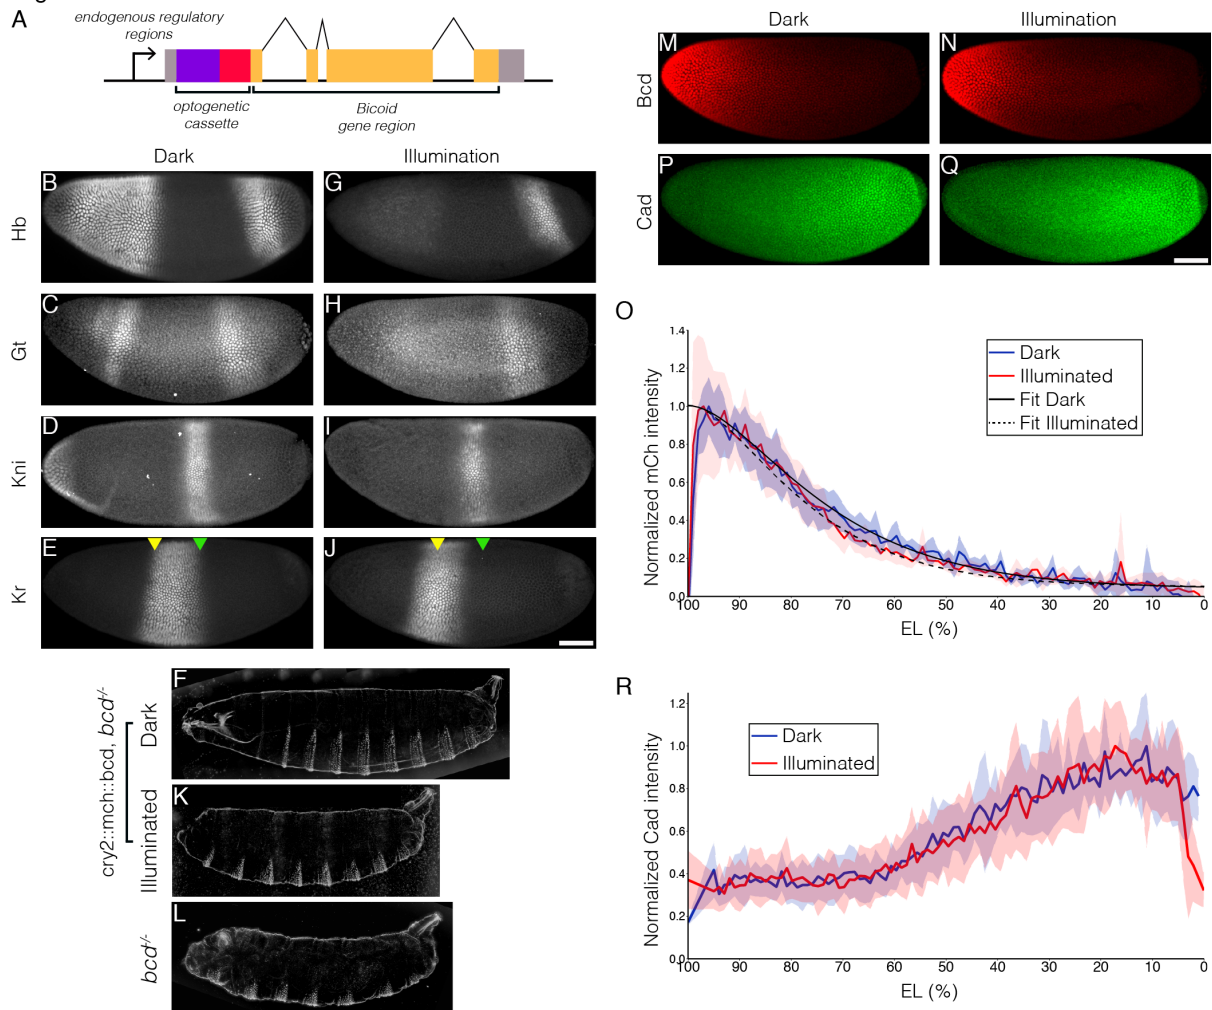 A
endogenous regulatory
regions
optogenetic
cassette
Bicoid
gene region
Dark
Illumination
Hb
B
G
Gt
C
H
Kni
D
I
Kr
E
J
cry2::mch::bcd, bcd-/-
Dark
F
Illuminated
K
bcd-/-
L
Dark
Illumination
Bcd
M
N
Cad
P
Q
O
Normalized mCh intensity
1.4
1.2
1.0
0.8
0.6
0.4
0.2
0.0
Dark
Illuminated
Fit Dark
Fit Illuminated
100 90 80 70 60 50 40 30 20 10 0
EL (%)
R
Normalized Cad intensity
1.2
1.0
0.8
0.6
0.4
0.2
0.0
Dark
Illuminated
100 90 80 70 60 50 40 30 20 10 0
EL (%)